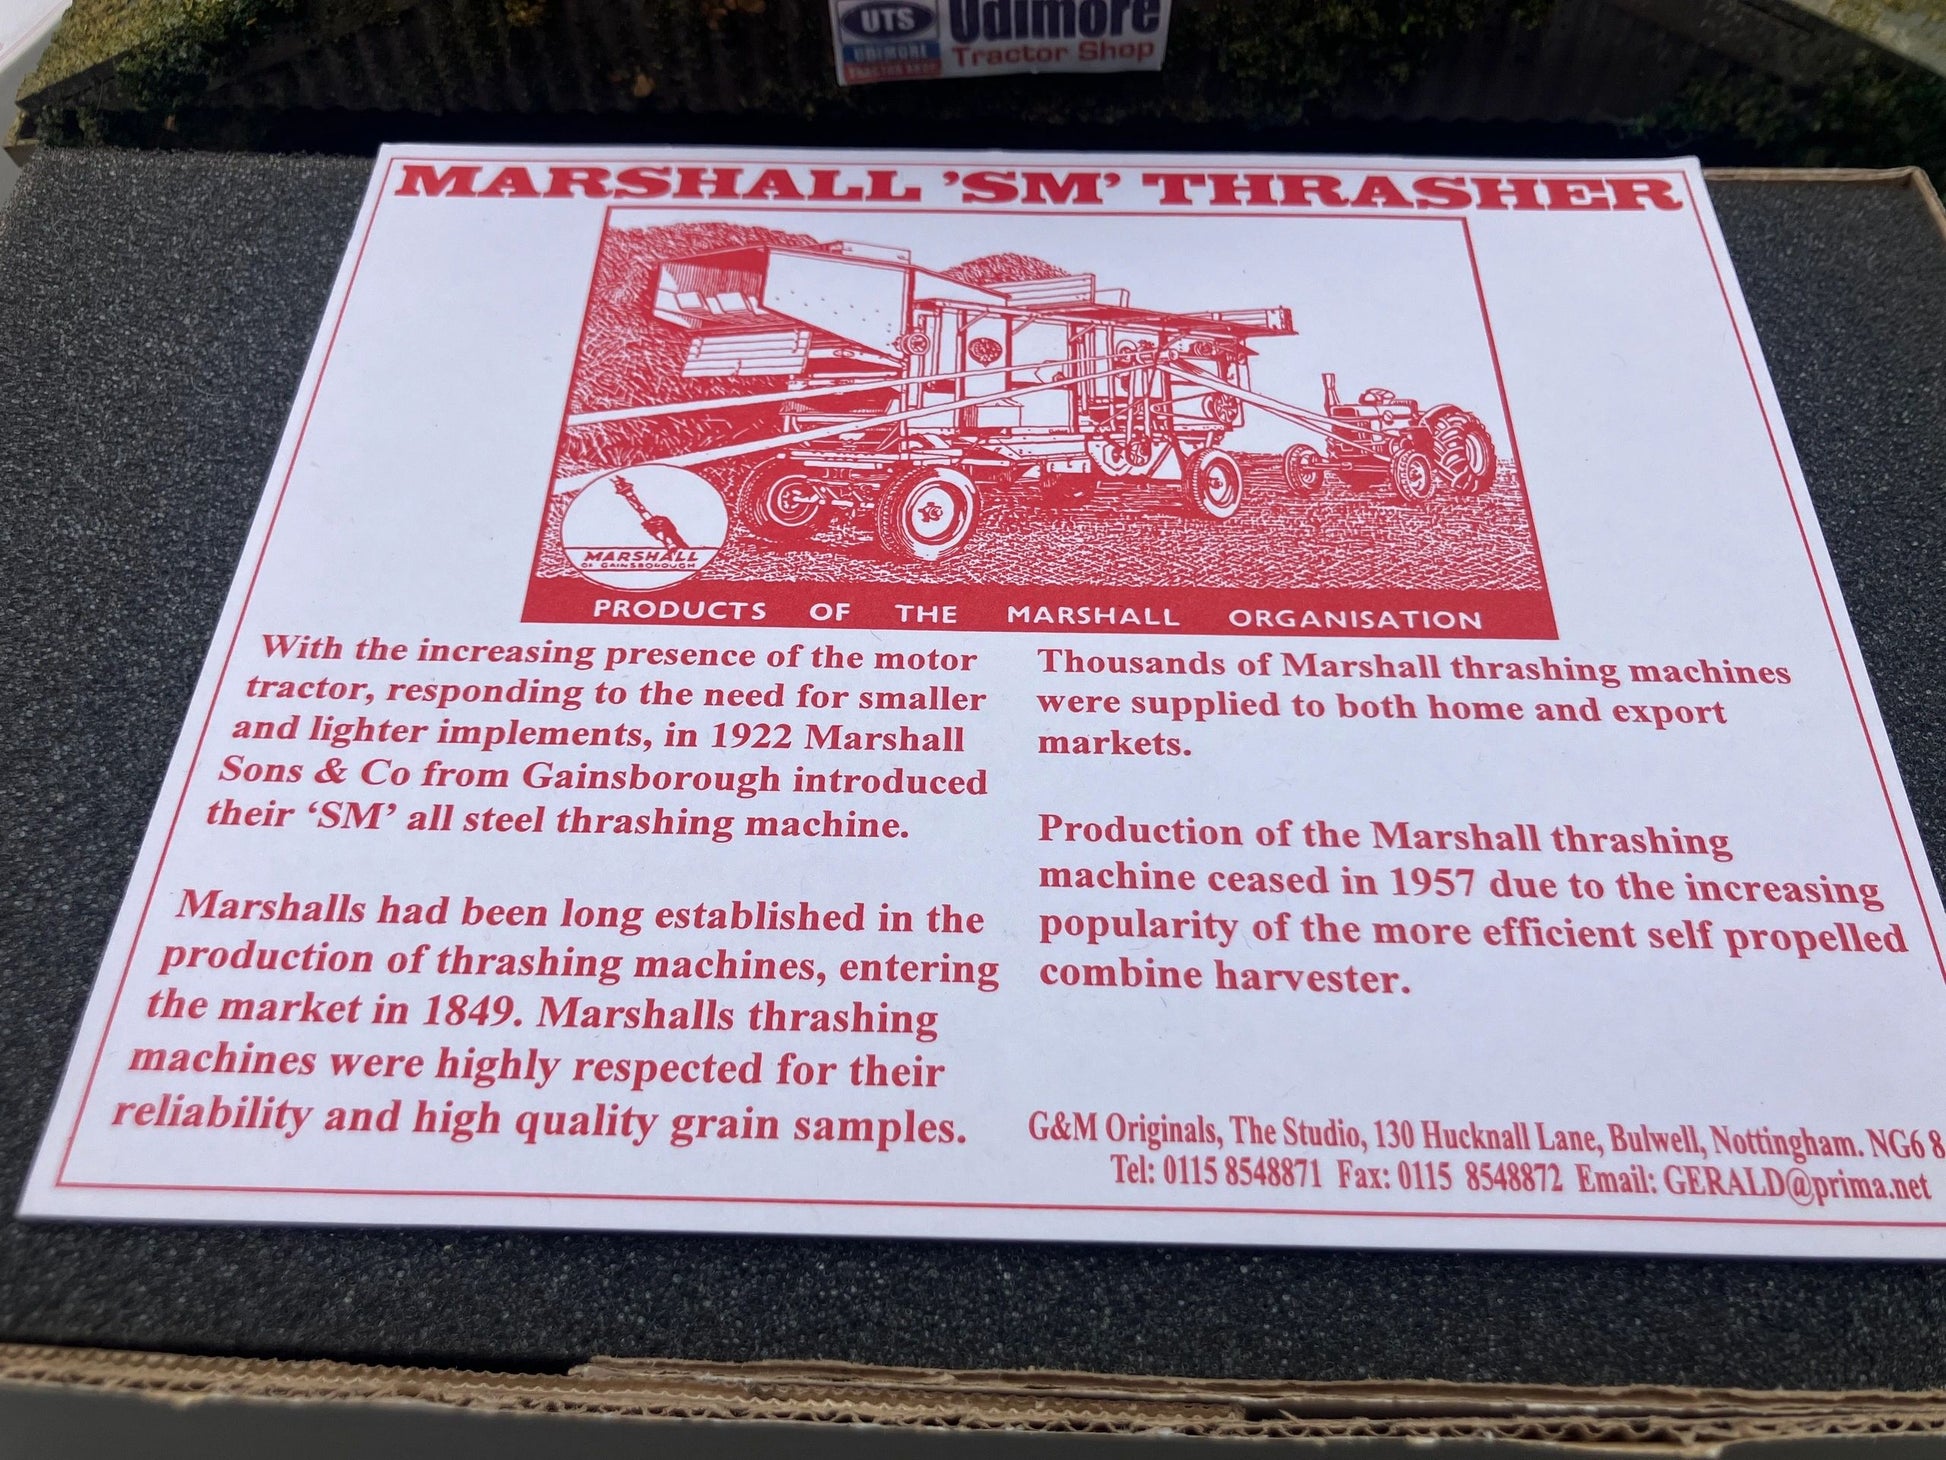 UTS
UDIMORE
TRACTOR SHOP
Udimore
Tractor Shop
MARSHALL 'SM' THRASHER
MARSHALL
OF GAINSBOROUGH
PRODUCTS OF THE MARSHALL ORGANISATION
With the increasing presence of the motor
tractor, responding to the need for smaller
and lighter implements, in 1922 Marshall
Sons & Co from Gainsborough introduced
their ‘SM’ all steel thrashing machine.
Marshalls had been long established in the
production of thrashing machines, entering
the market in 1849. Marshalls thrashing
machines were highly respected for their
reliability and high quality grain samples.
Thousands of Marshall thrashing machines
were supplied to both home and export
markets.
Production of the Marshall thrashing
machine ceased in 1957 due to the increasing
popularity of the more efficient self propelled
combine harvester.
G&M Originals, The Studio, 130 Hucknall Lane, Bulwell, Nottingham. NG6 8
Tel: 0115 8548871 Fax: 0115 8548872 Email: GERALD@prima.net